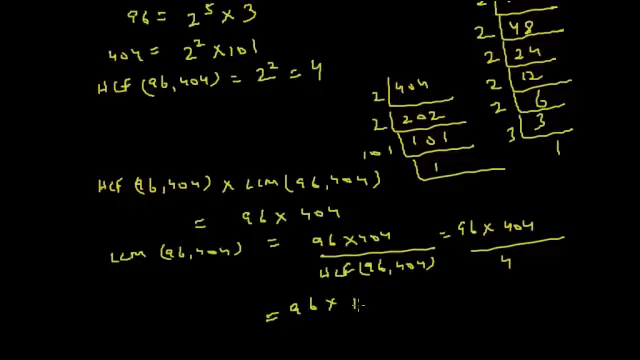 96 = 2^5 × 3
404 = 2^2 × 101
HCF (96,404) = 2^2 = 4
2 | 48
2 | 24
2 | 12
2 | 6
3 | 3
1
2 | 404
2 | 202
101 | 101
1
HCF (96,404) × LCM (96,404)
= 96 × 404
LCM (96,404) = 96×404 / HCF (96,404) = 96 × 404 / 4
= 96 ×